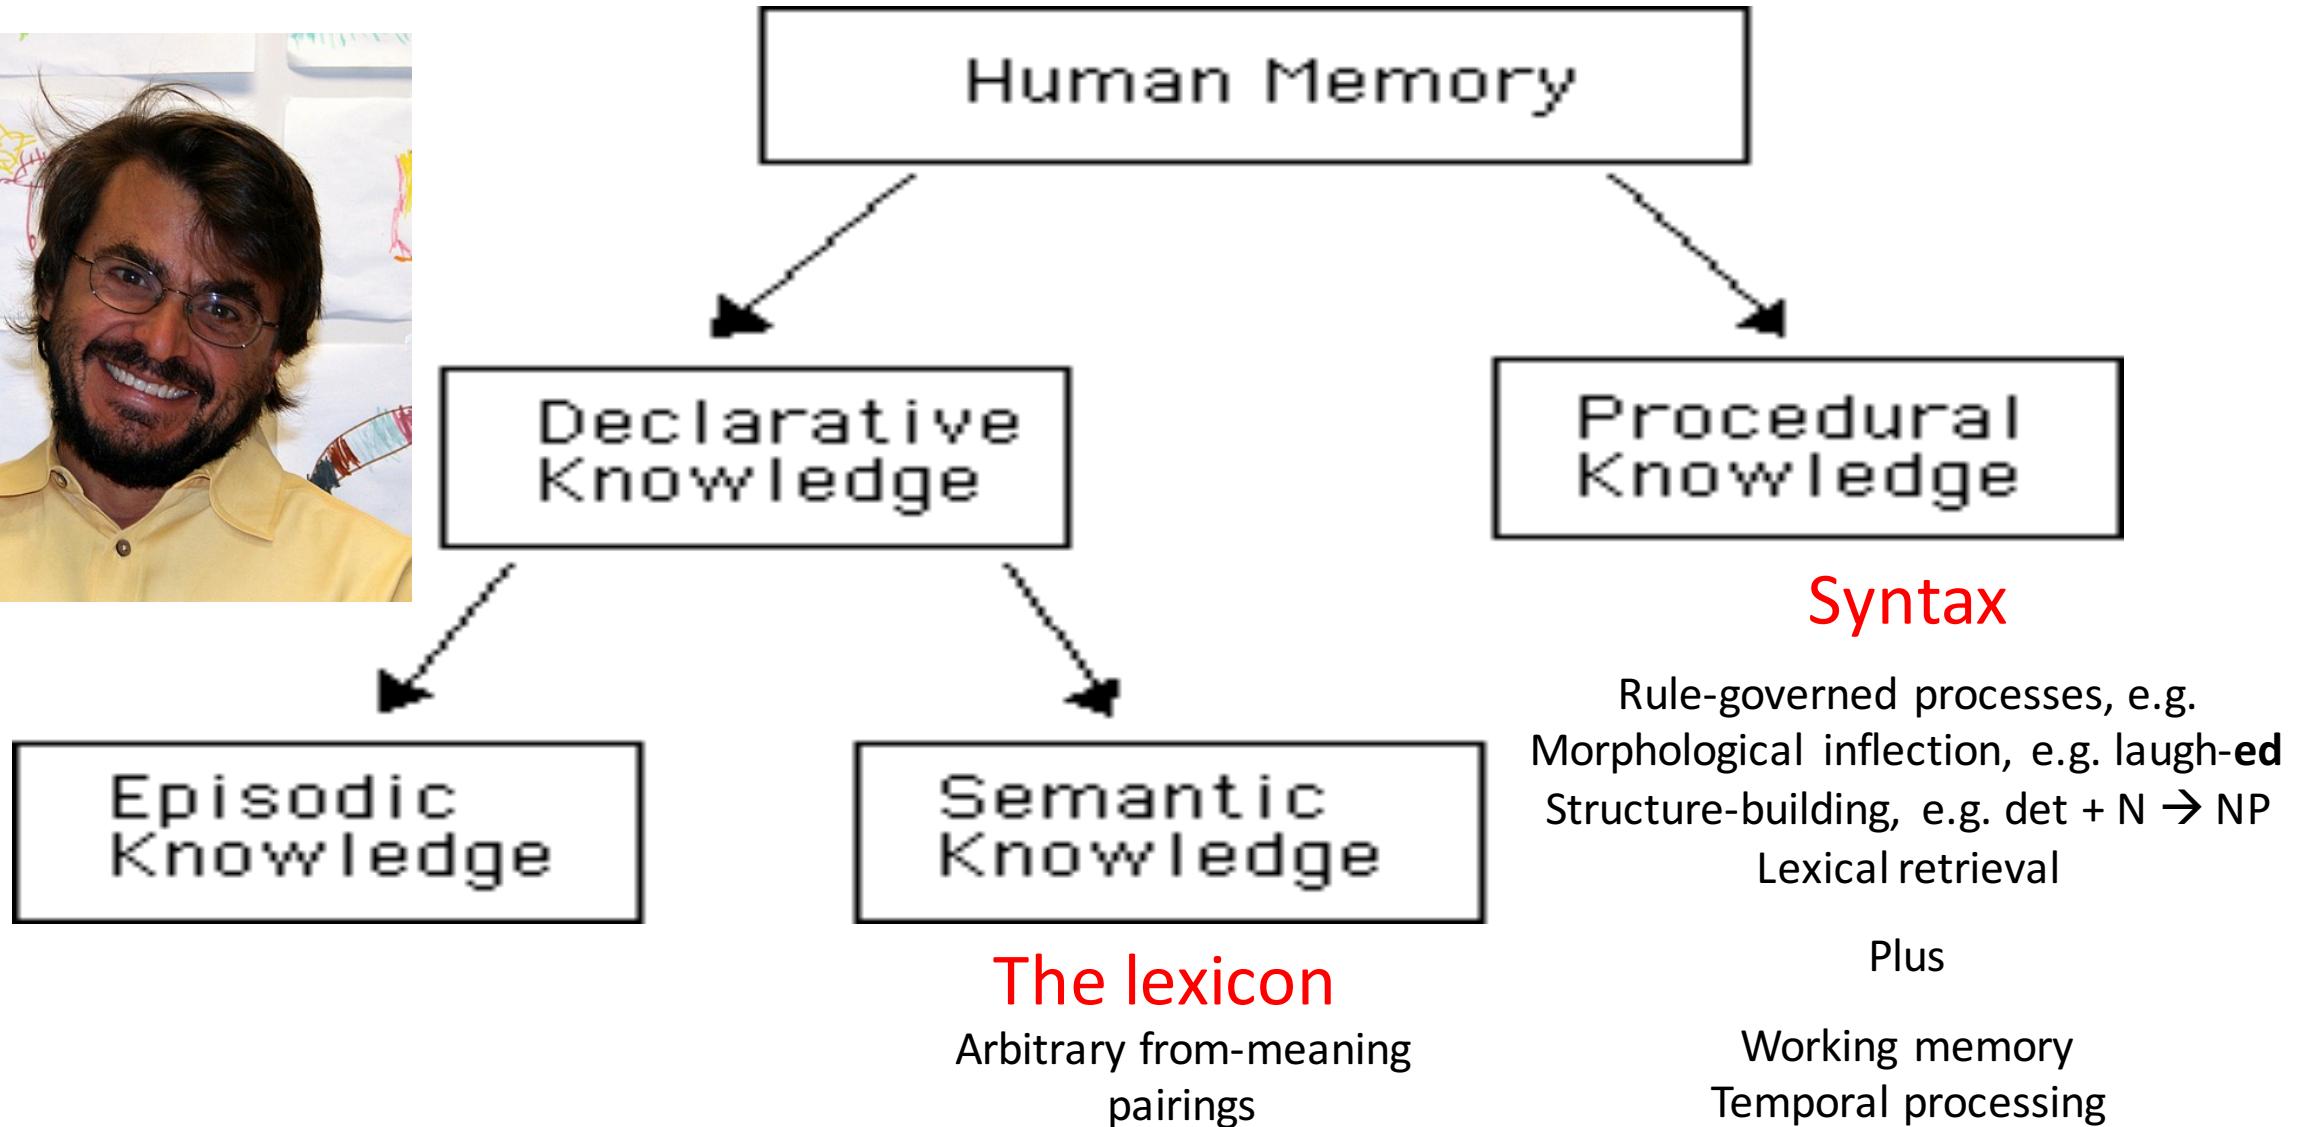 Human Memory
Declarative
Knowledge
Procedural
Knowledge
Episodic
Knowledge
Semantic
Knowledge
The lexicon
Arbitrary from-meaning
pairings
Syntax
Rule-governed processes, e.g.
Morphological inflection, e.g. laugh-ed
Structure-building, e.g. det + N → NP
Lexical retrieval
Plus
Working memory
Temporal processing